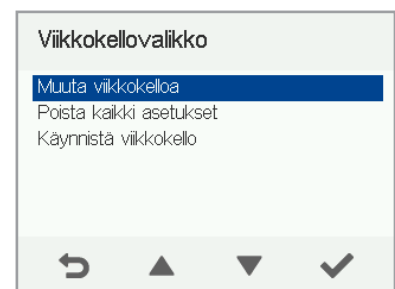 Viikkokellovalikko
Muuta viikkokelloa
Poista kaikki asetukset
Käynnistä viikkokello